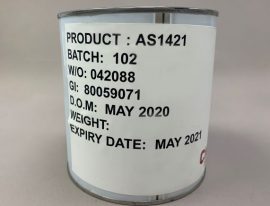 PRODUCT : AS1421
BATCH: 102
W/O: 042088
GI: 80059071
D.O.M: MAY 2020
WEIGHT:
EXPIRY DATE: MAY 2021